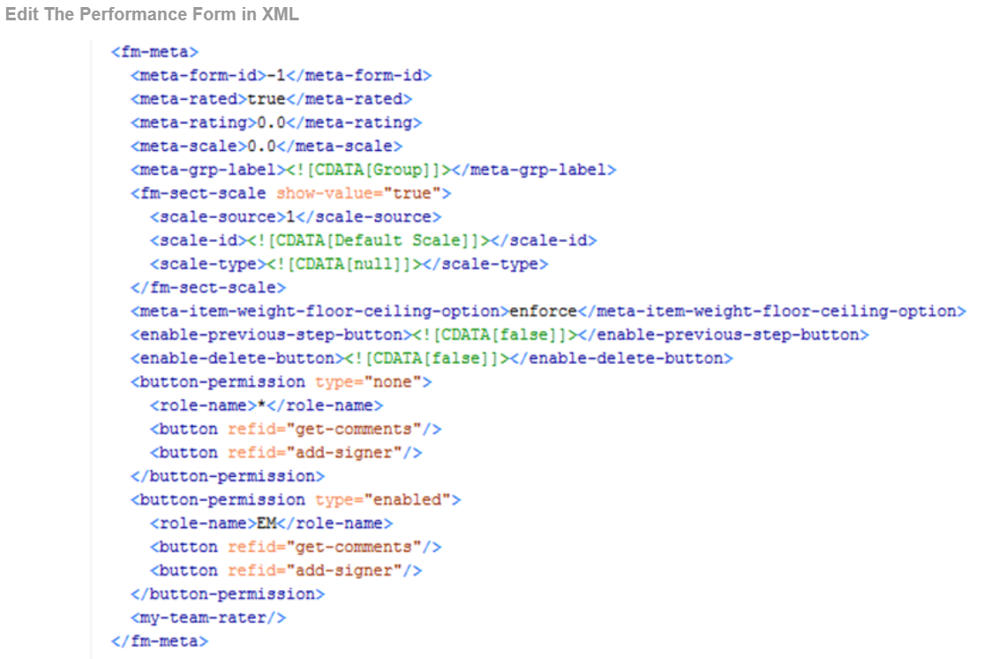 Edit The Performance Form in XML
<fm-meta>
<meta-form-id>-1</meta-form-id>
<meta-rated>true</meta-rated>
<meta-rating>0.0</meta-rating>
<meta-scale>0.0</meta-scale>
<meta-grp-label><![CDATA[Group]]></meta-grp-label>
<fm-sect-scale show-value="true">
<scale-source>1</scale-source>
<scale-id><![CDATA[Default Scale]]></scale-id>
<scale-type><![CDATA[null]]></scale-type>
</fm-sect-scale>
<meta-item-weight-floor-ceiling-option>enforce</meta-item-weight-floor-ceiling-option>
<enable-previous-step-button><![CDATA[false]]></enable-previous-step-button>
<enable-delete-button><![CDATA[false]]></enable-delete-button>
<button-permission type="none">
<role-name>*</role-name>
<button refid="get-comments"/>
<button refid="add-signer"/>
</button-permission>
<button-permission type="enabled">
<role-name>EM</role-name>
<button refid="get-comments"/>
<button refid="add-signer"/>
</button-permission>
<my-team-rater/>
</fm-meta>